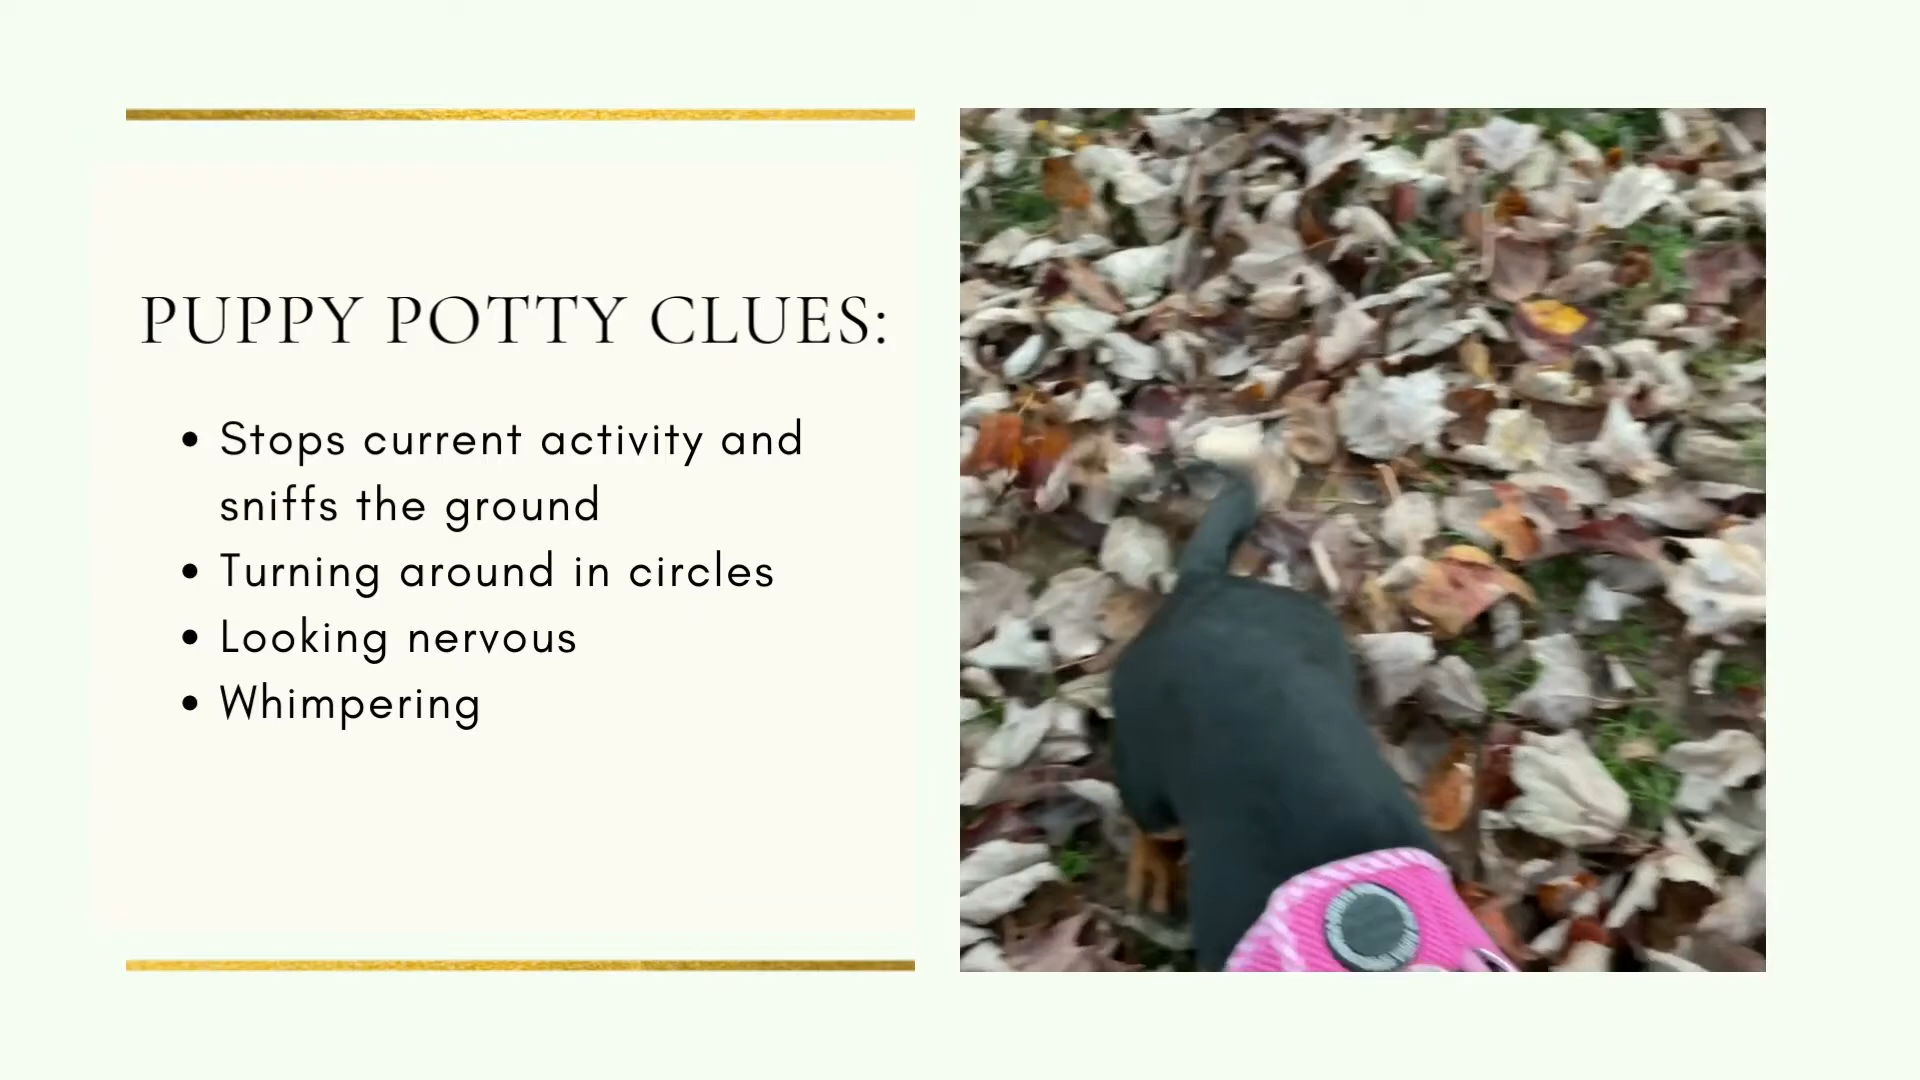 PUPPY POTTY CLUES:
• Stops current activity and
sniffs the ground
• Turning around in circles
• Looking nervous
• Whimpering